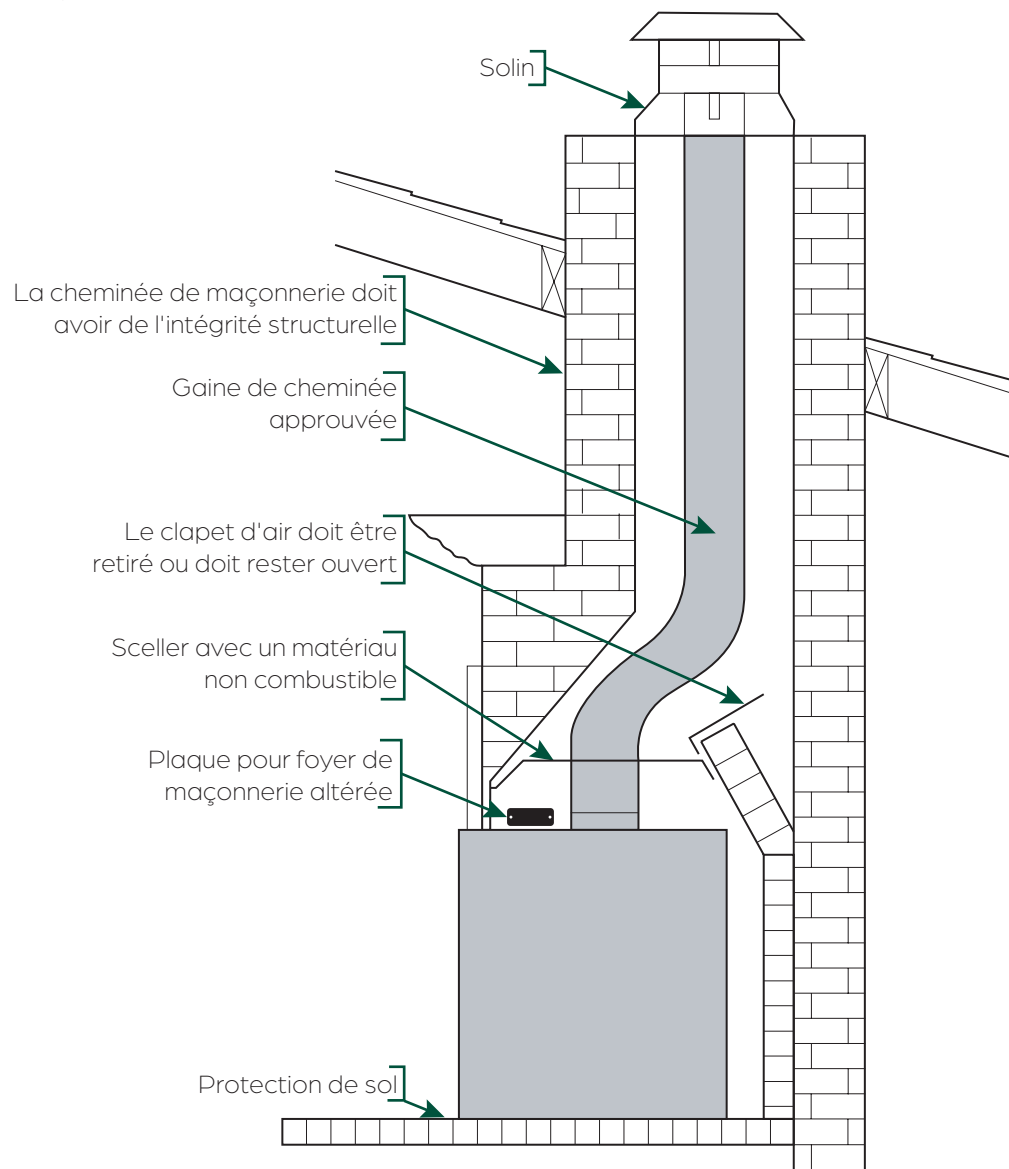 Solin
La cheminée de maçonnerie doit
avoir de l'intégrité structurelle
Gaine de cheminée
approuvée
Le clapet d'air doit être
retiré ou doit rester ouvert
Sceller avec un matériau
non combustible
Plaque pour foyer de
maçonnerie altérée
Protection de sol